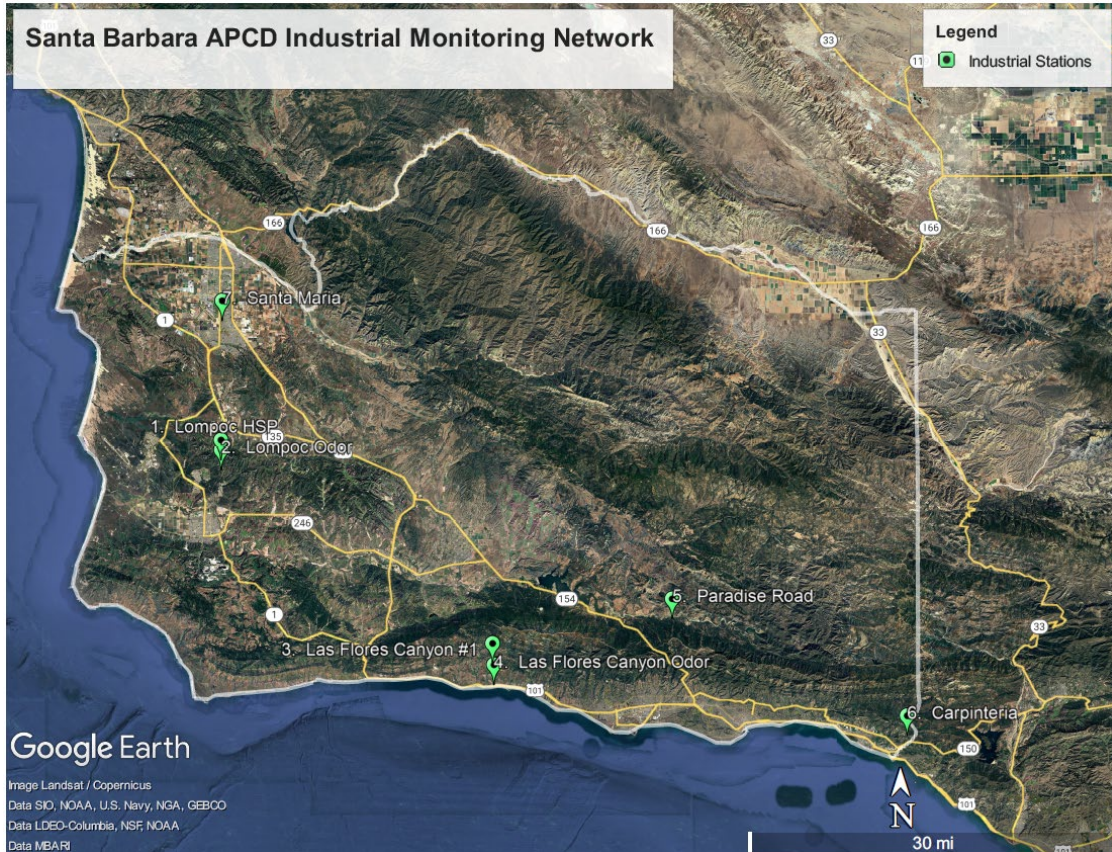 Santa Barbara APCD Industrial Monitoring Network
Legend
Industrial Stations
33
166
166
166
7. Santa Maria
1
33
1. Lompoc HSP
135
2. Lompoc Odor
246
154
5. Paradise Road
1
33
3. Las Flores Canyon #1
4. Las Flores Canyon Odor
101
6. Carpinteria
150
Google Earth
Image Landsat / Copernicus
Data SIO, NOAA, U.S. Navy, NGA, GEBCO
Data LDEO-Columbia, NSF, NOAA
Data MBARI
N
101
30 mi